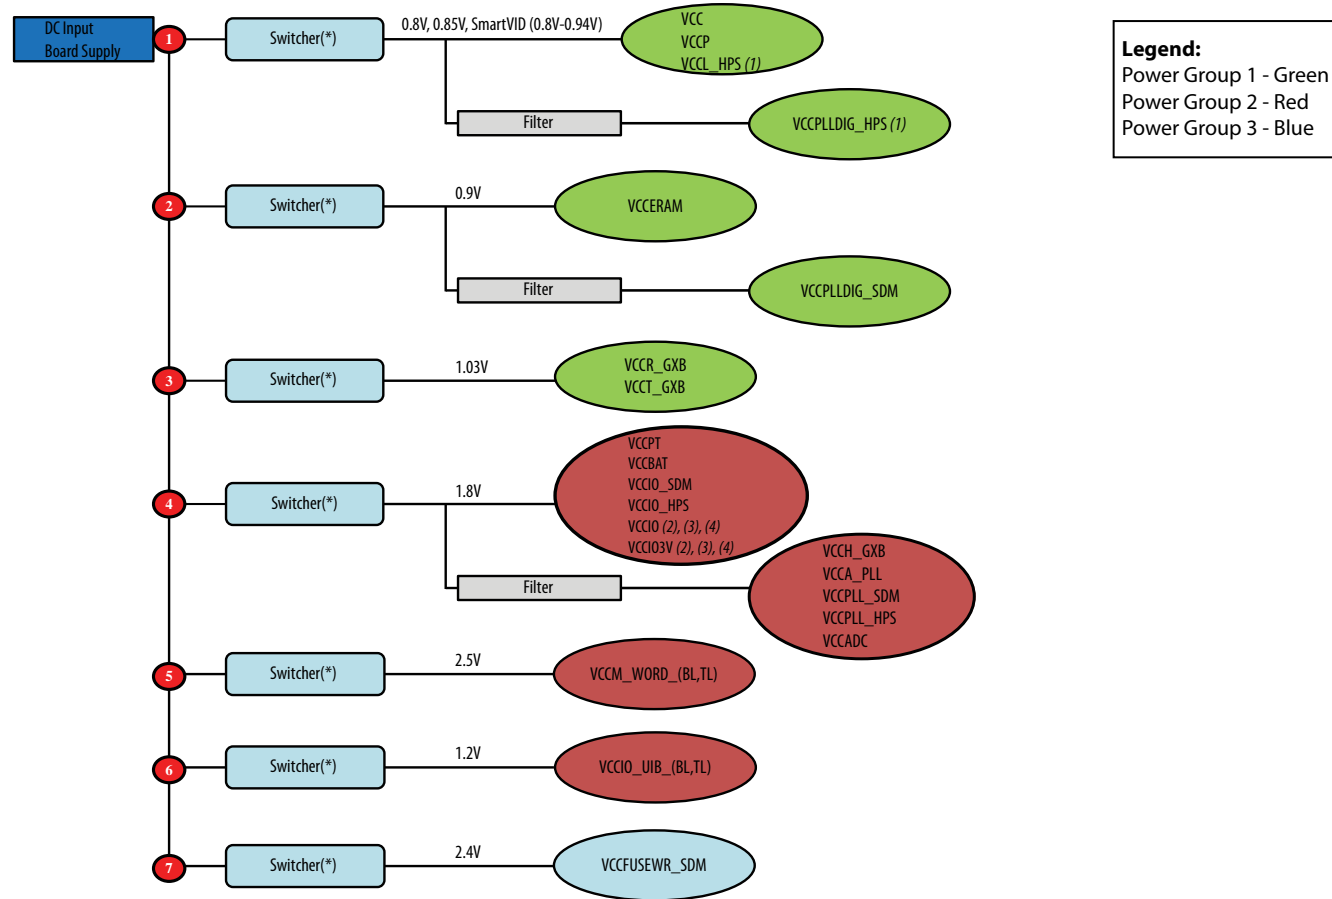 DC Input
Board Supply
1
Switcher(*)
0.8V, 0.85V, SmartVID (0.8V-0.94V)
VCC
VCCP
VCCL_HPS (1)
Filter
VCCPLLDIG_HPS (1)
Legend:
Power Group 1 - Green
Power Group 2 - Red
Power Group 3 - Blue
2
Switcher(*)
0.9V
VCCERAM
Filter
VCCPLLDIG_SDM
3
Switcher(*)
1.03V
VCCR_GXB
VCCT_GXB
4
Switcher(*)
1.8V
VCCPT
VCCBAT
VCCIO_SDM
VCCIO_HPS
VCCIO (2), (3), (4)
VCCIO3V (2), (3), (4)
Filter
VCCH_GXB
VCCA_PLL
VCCPLL_SDM
VCCPLL_HPS
VCCADC
5
Switcher(*)
2.5V
VCCM_WORD_(BL,TL)
6
Switcher(*)
1.2V
VCCIO_UIB_(BL,TL)
7
Switcher(*)
2.4V
VCCFUSEWR_SDM